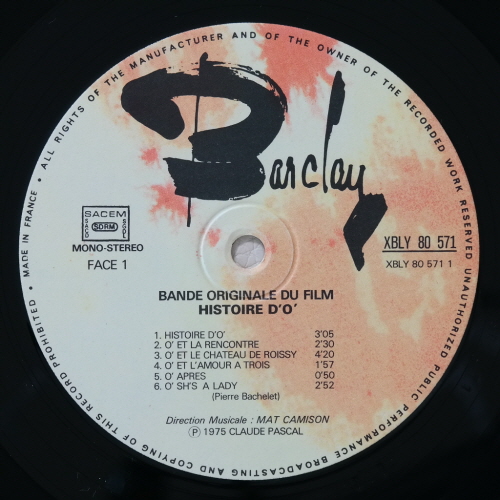 • MADE IN FRANCE • ALL RIGHTS OF THE MANUFACTURER AND OF THE OWNER OF THE RECORDED WORK RESERVED UNAUTHORIZED PUBLIC PERFORMANCE BROADCASTING AND COPYING OF THIS RECORD PROHIBITED
Barclay
SACEM
SACD
SDRM
SGDL
MONO-STEREO
FACE 1
XBLY 80 571
XBLY 80 571 1
BANDE ORIGINALE DU FILM
HISTOIRE D'O'
1. HISTOIRE D'O' 3'05
2. O' ET LA RENCONTRE 2'30
3. O' ET LE CHATEAU DE ROISSY 4'20
4. O' ET L'AMOUR A TROIS 1'57
5. O' APRES 0'50
6. O' SH'S A LADY 2'52
(Pierre Bachelet)
Direction Musicale : MAT CAMISON
Ⓟ 1975 CLAUDE PASCAL